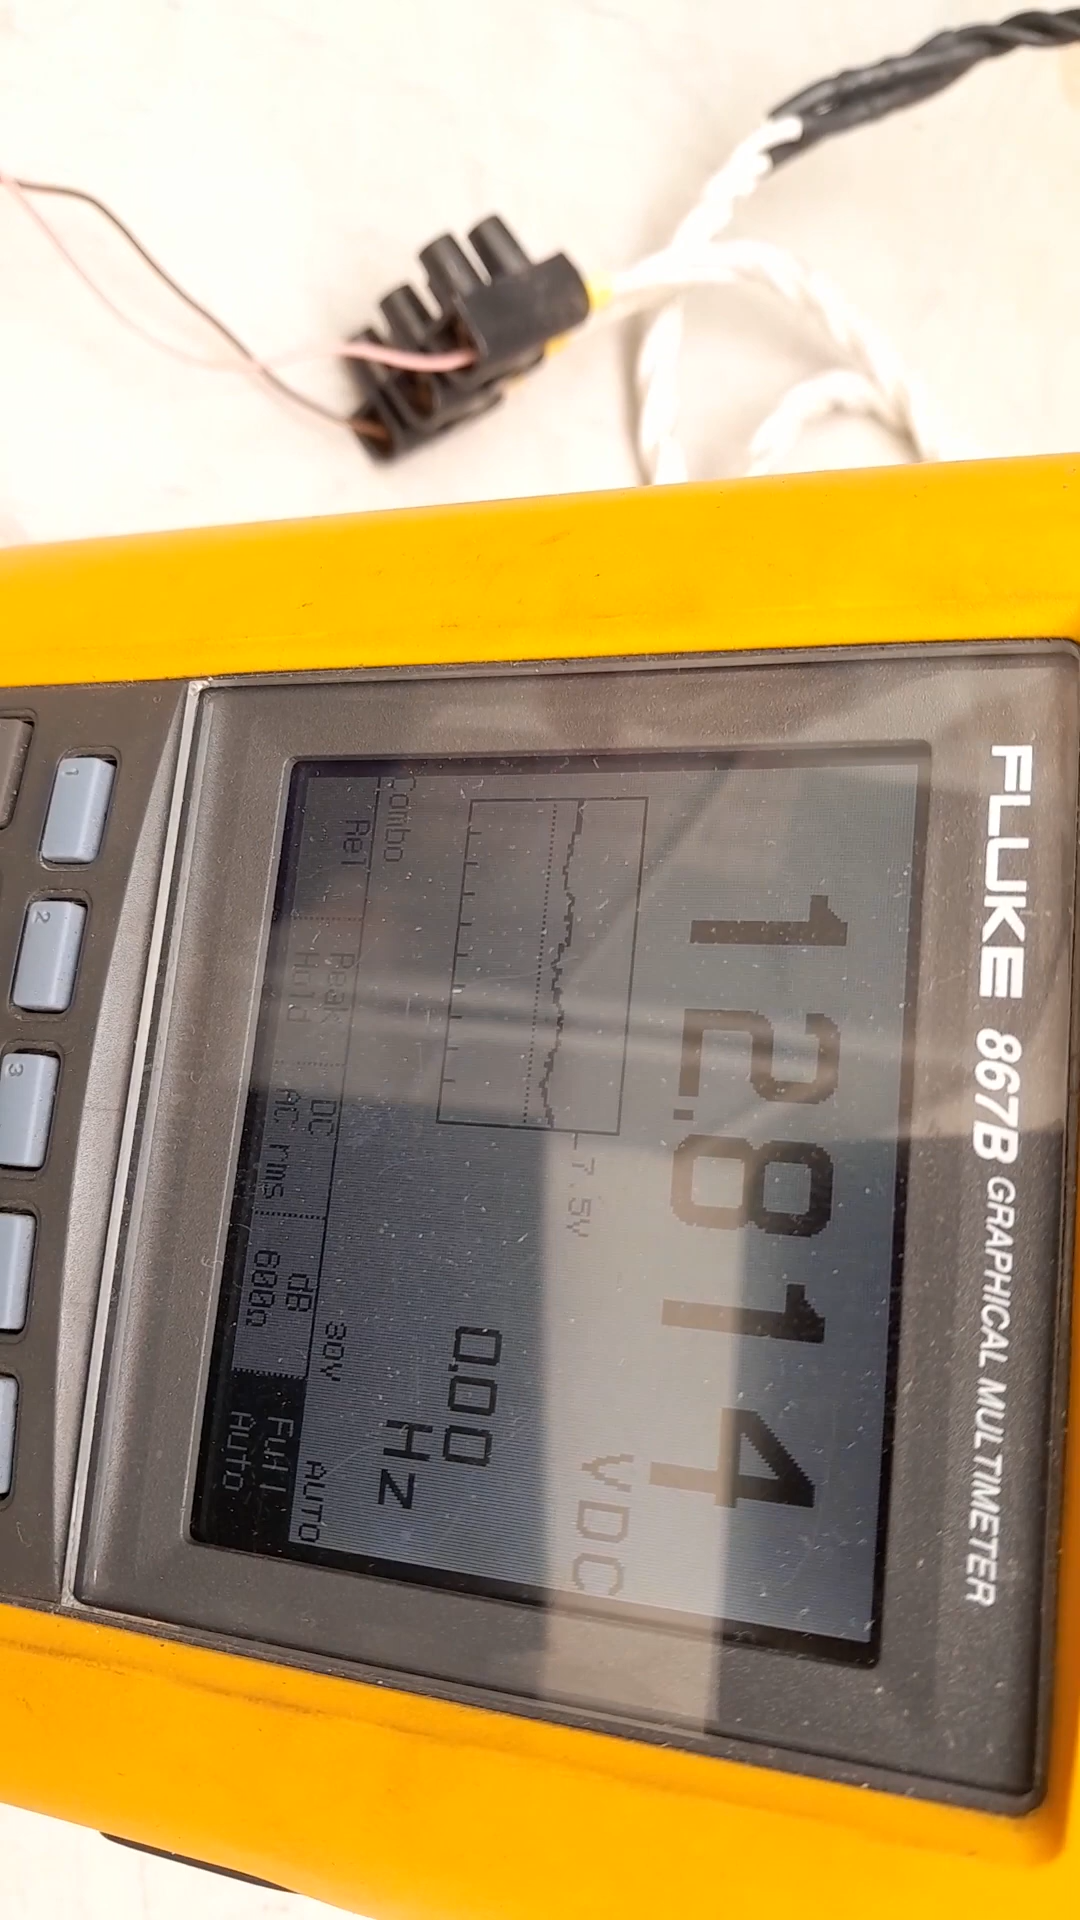 FLUKE 867B GRAPHICAL MULTIMETER
12.814
VDC
7.5V
0.00
Hz
Combo
30V
AUTO
Rel
Peak
Hold
DC
AC rms
dB
600Ω
Full
Auto
1
2
3